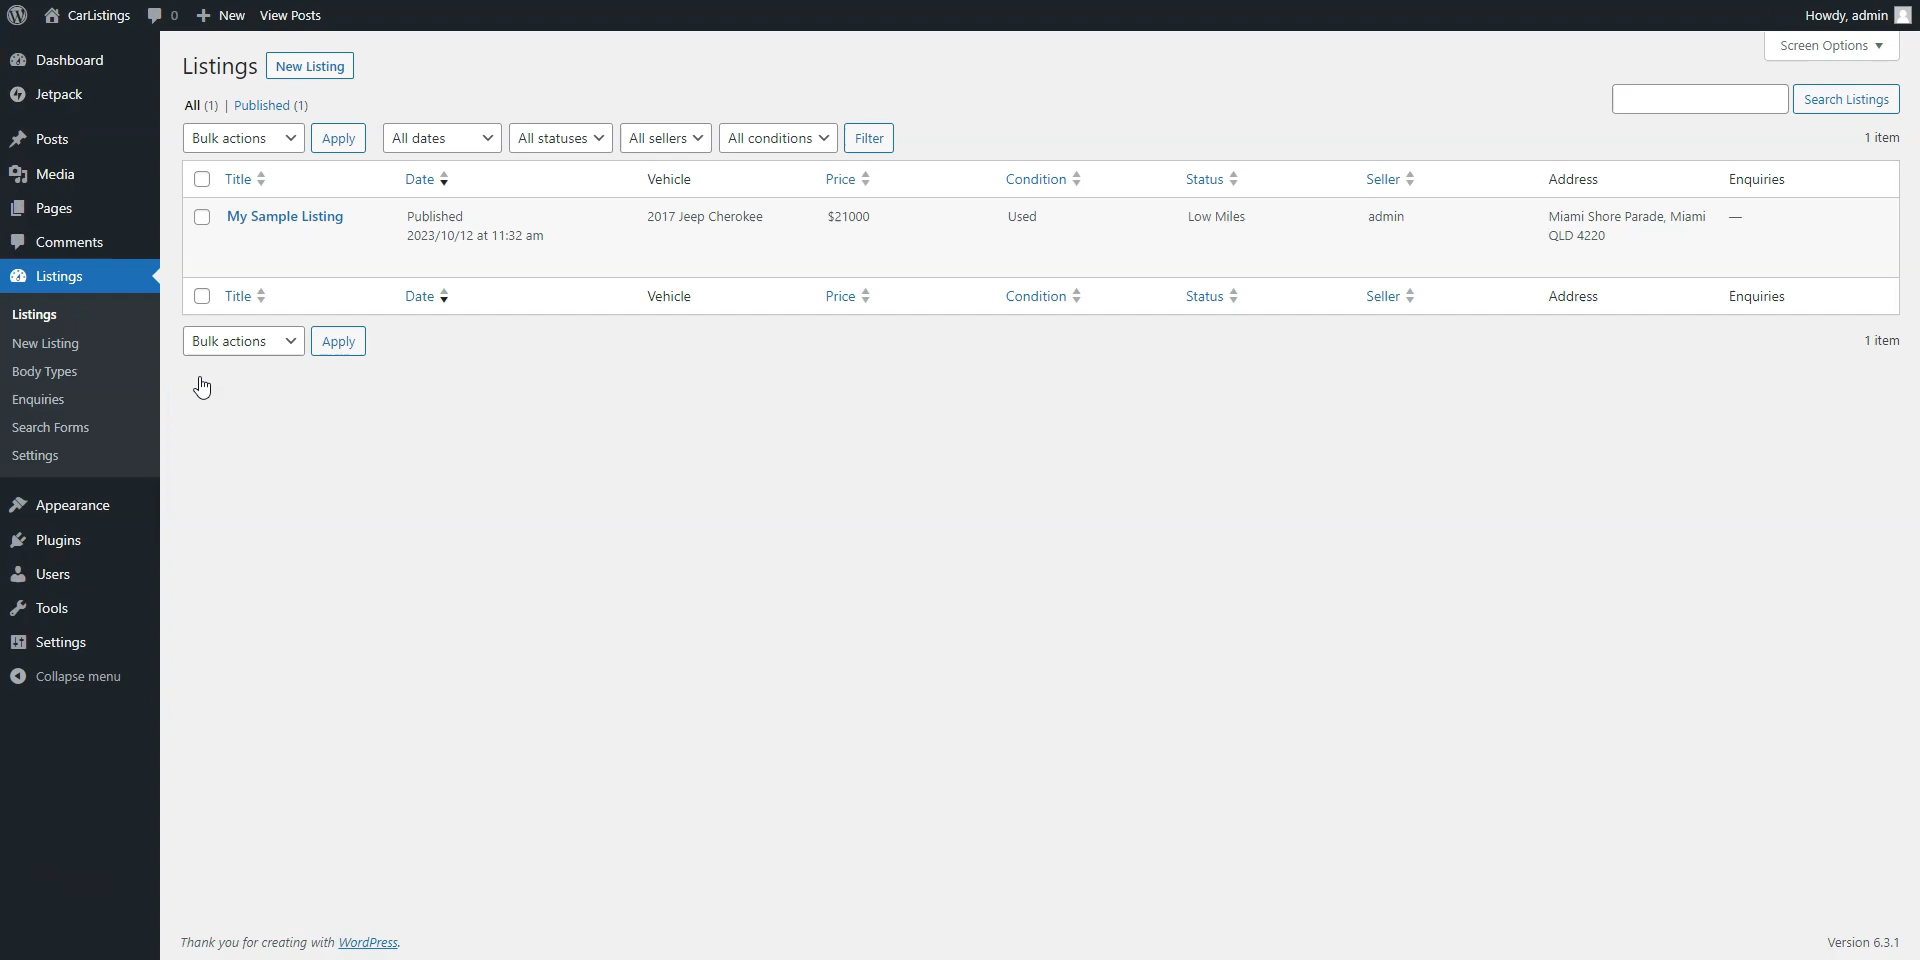 CarListings 0 New View Posts Howdy, admin
Screen Options
Dashboard
Jetpack
Posts
Media
Pages
Comments
Listings
Listings
New Listing
Body Types
Enquiries
Search Forms
Settings
Appearance
Plugins
Users
Tools
Settings
Collapse menu
Listings New Listing
All (1) | Published (1)
Search Listings
Bulk actions Apply All dates All statuses All sellers All conditions Filter 1 item
Title Date Vehicle Price Condition Status Seller Address Enquiries
My Sample Listing Published 2017 Jeep Cherokee $21000 Used Low Miles admin Miami Shore Parade, Miami —
2023/10/12 at 11:32 am QLD 4220
Title Date Vehicle Price Condition Status Seller Address Enquiries
Bulk actions Apply 1 item
Thank you for creating with WordPress. Version 6.3.1